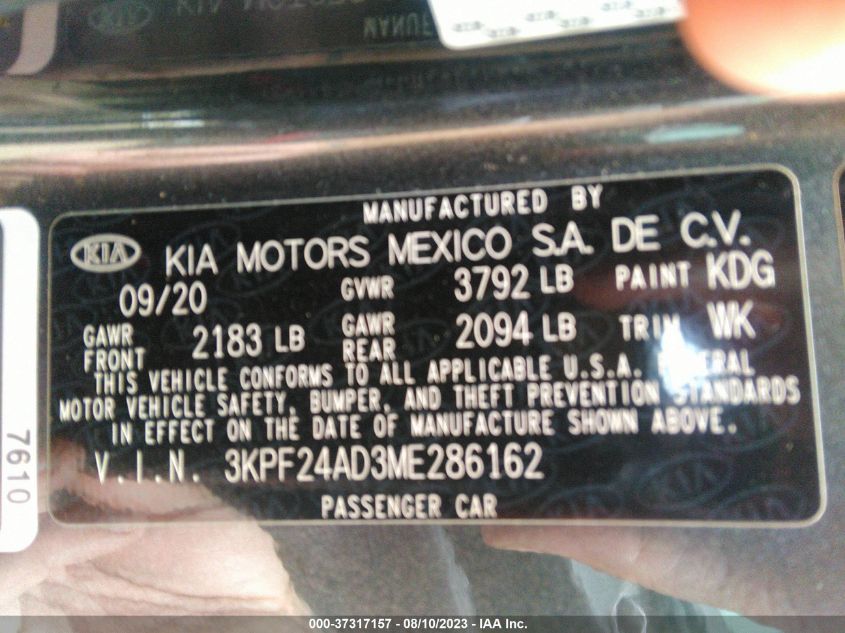 MANUFACTURED BY
KIA KIA MOTORS MEXICO S.A. DE C.V.
09/20 GVWR 3792 LB PAINT KDG
GAWR FRONT 2183 LB GAWR REAR 2094 LB TRIM WK
THIS VEHICLE CONFORMS TO ALL APPLICABLE U.S.A. FEDERAL
MOTOR VEHICLE SAFETY, BUMPER, AND THEFT PREVENTION STANDARDS
IN EFFECT ON THE DATE OF MANUFACTURE SHOWN ABOVE.
V.I.N. 3KPF24AD3ME286162
PASSENGER CAR
7610
000-37317157 - 08/10/2023 - IAA Inc.